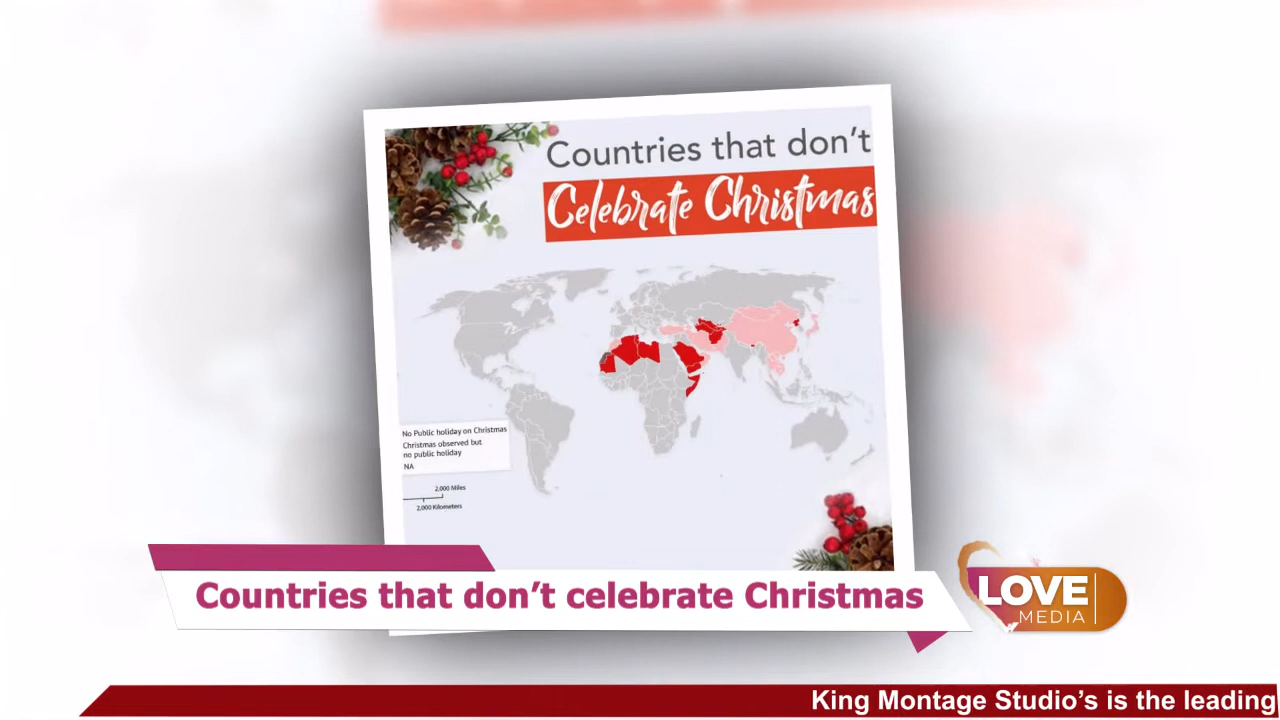 Countries that don't
Celebrate Christmas
No Public holiday on Christmas
Christmas observed but
no public holiday
NA
2,000 Miles
2,000 Kilometers
Countries that don't celebrate Christmas
LOVE
MEDIA
King Montage Studio's is the leading